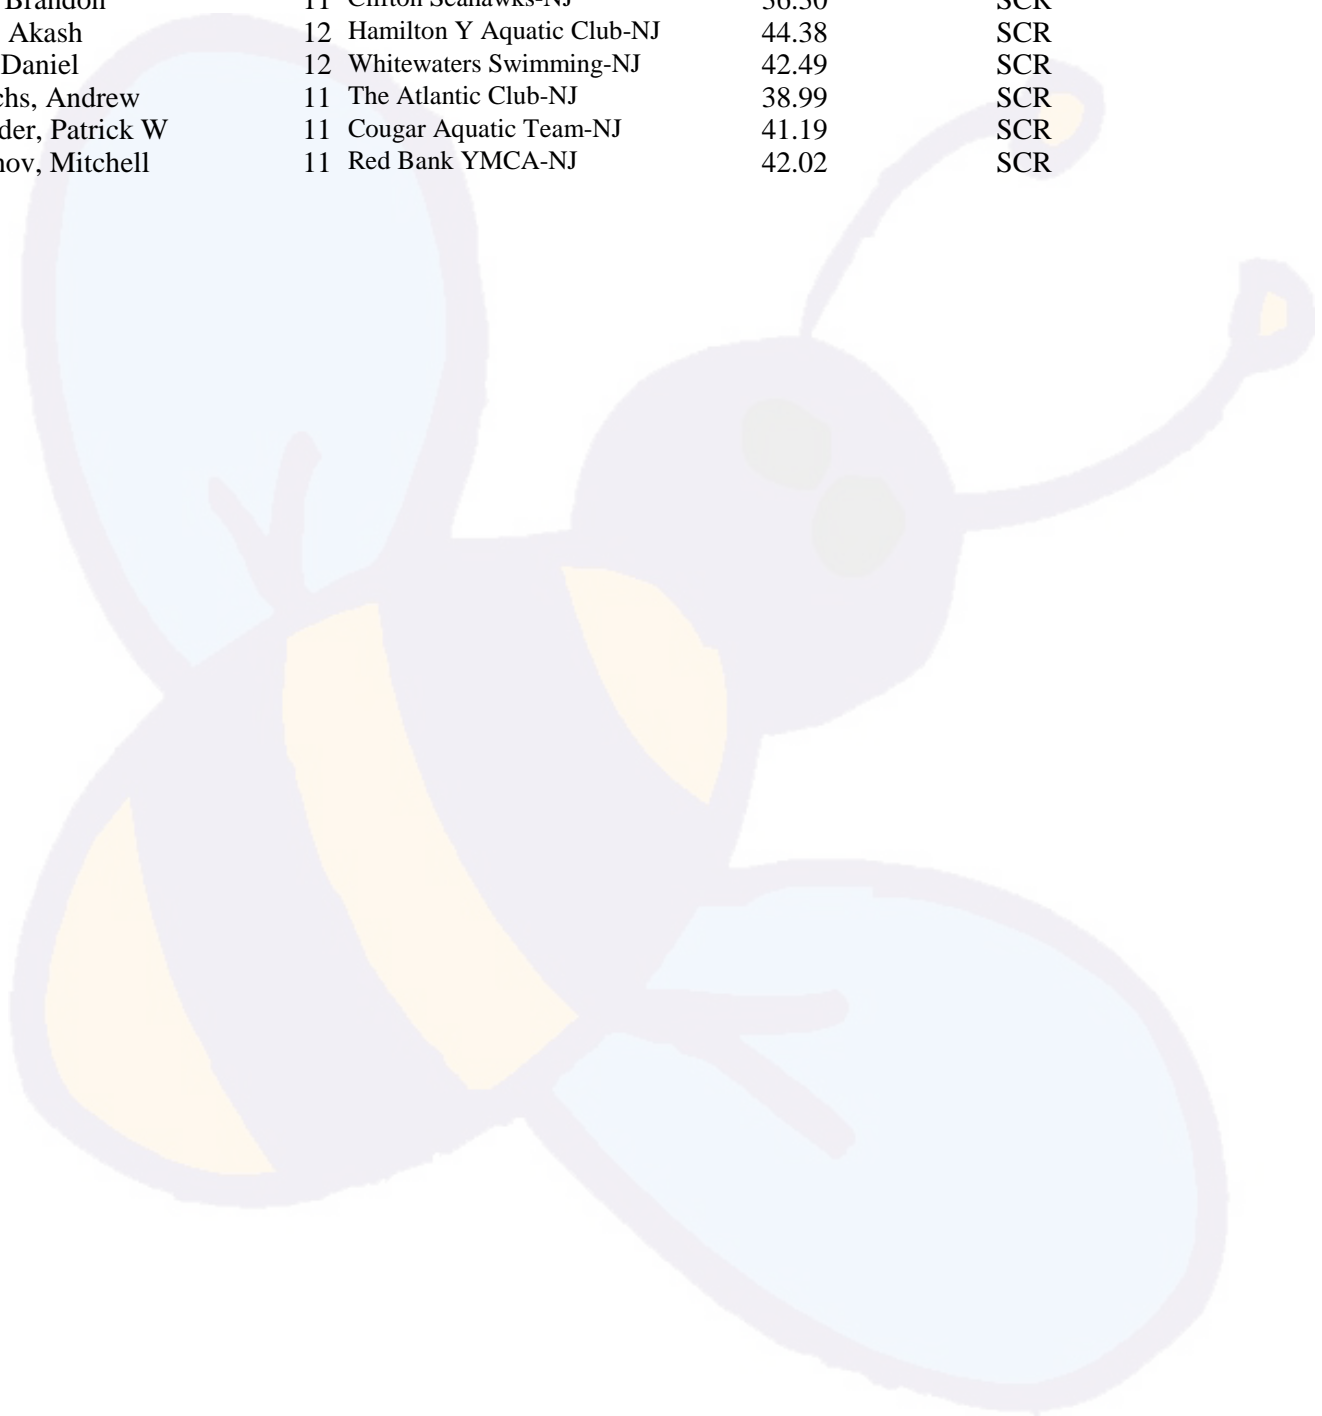 Brandon 11 Clifton Seahawks-NJ 36.30 SCR
Akash 12 Hamilton Y Aquatic Club-NJ 44.38 SCR
Daniel 12 Whitewaters Swimming-NJ 42.49 SCR
chs, Andrew 11 The Atlantic Club-NJ 38.99 SCR
der, Patrick W 11 Cougar Aquatic Team-NJ 41.19 SCR
nov, Mitchell 11 Red Bank YMCA-NJ 42.02 SCR